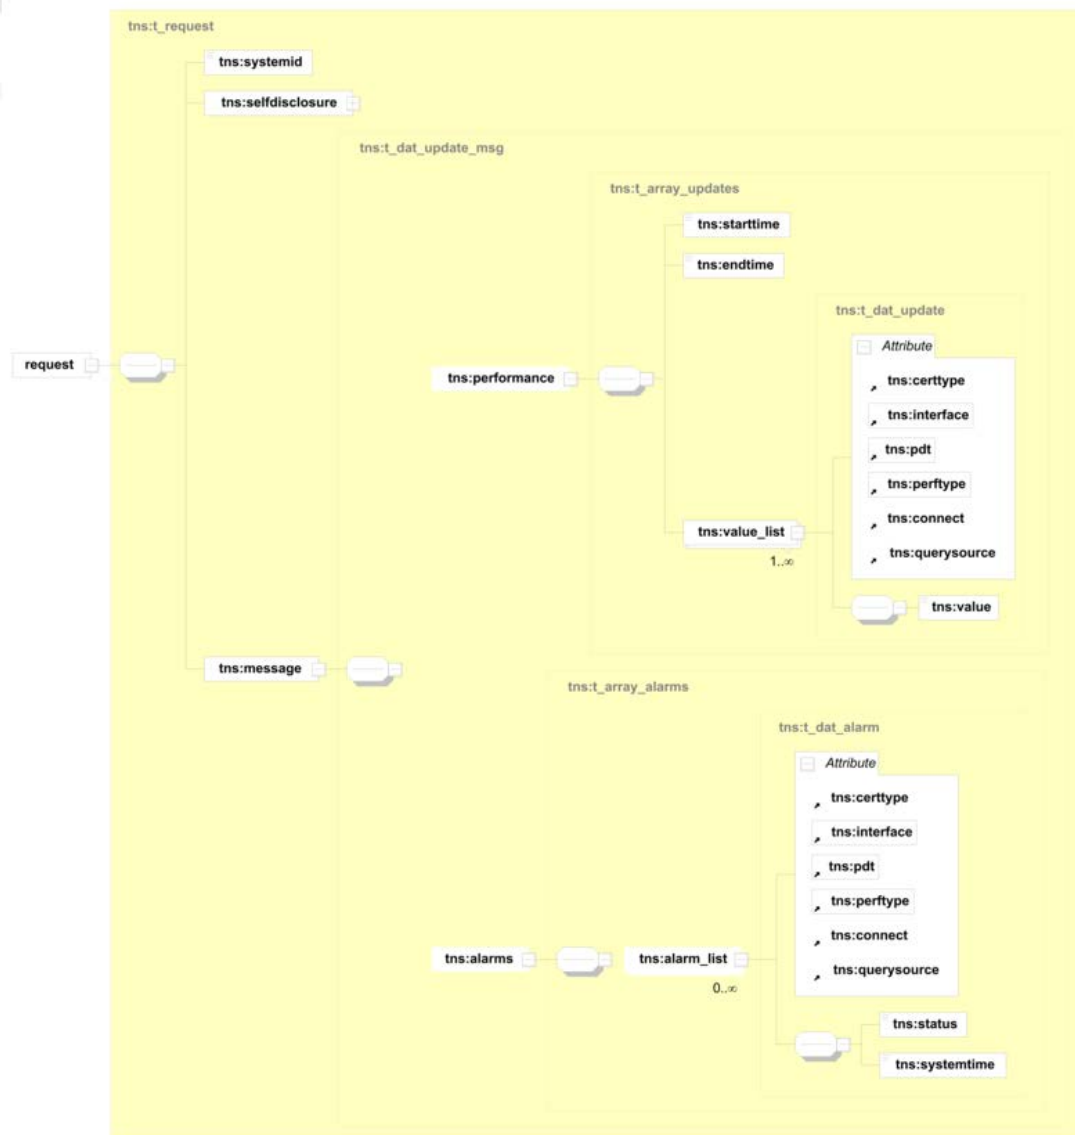 tns:t_request
tns:systemid
tns:selfdisclosure
tns:t_dat_update_msg
tns:t_array_updates
tns:starttime
tns:endtime
tns:t_dat_update
Attribute
request
tns:performance
tns:certtype
tns:interface
tns:pdt
tns:perftype
tns:connect
tns:value_list
tns:querysource
1..∞
tns:value
tns:message
tns:t_array_alarms
tns:t_dat_alarm
Attribute
tns:certtype
tns:interface
tns:pdt
tns:perftype
tns:connect
tns:alarms
tns:alarm_list
tns:querysource
0..∞
tns:status
tns:systemtime